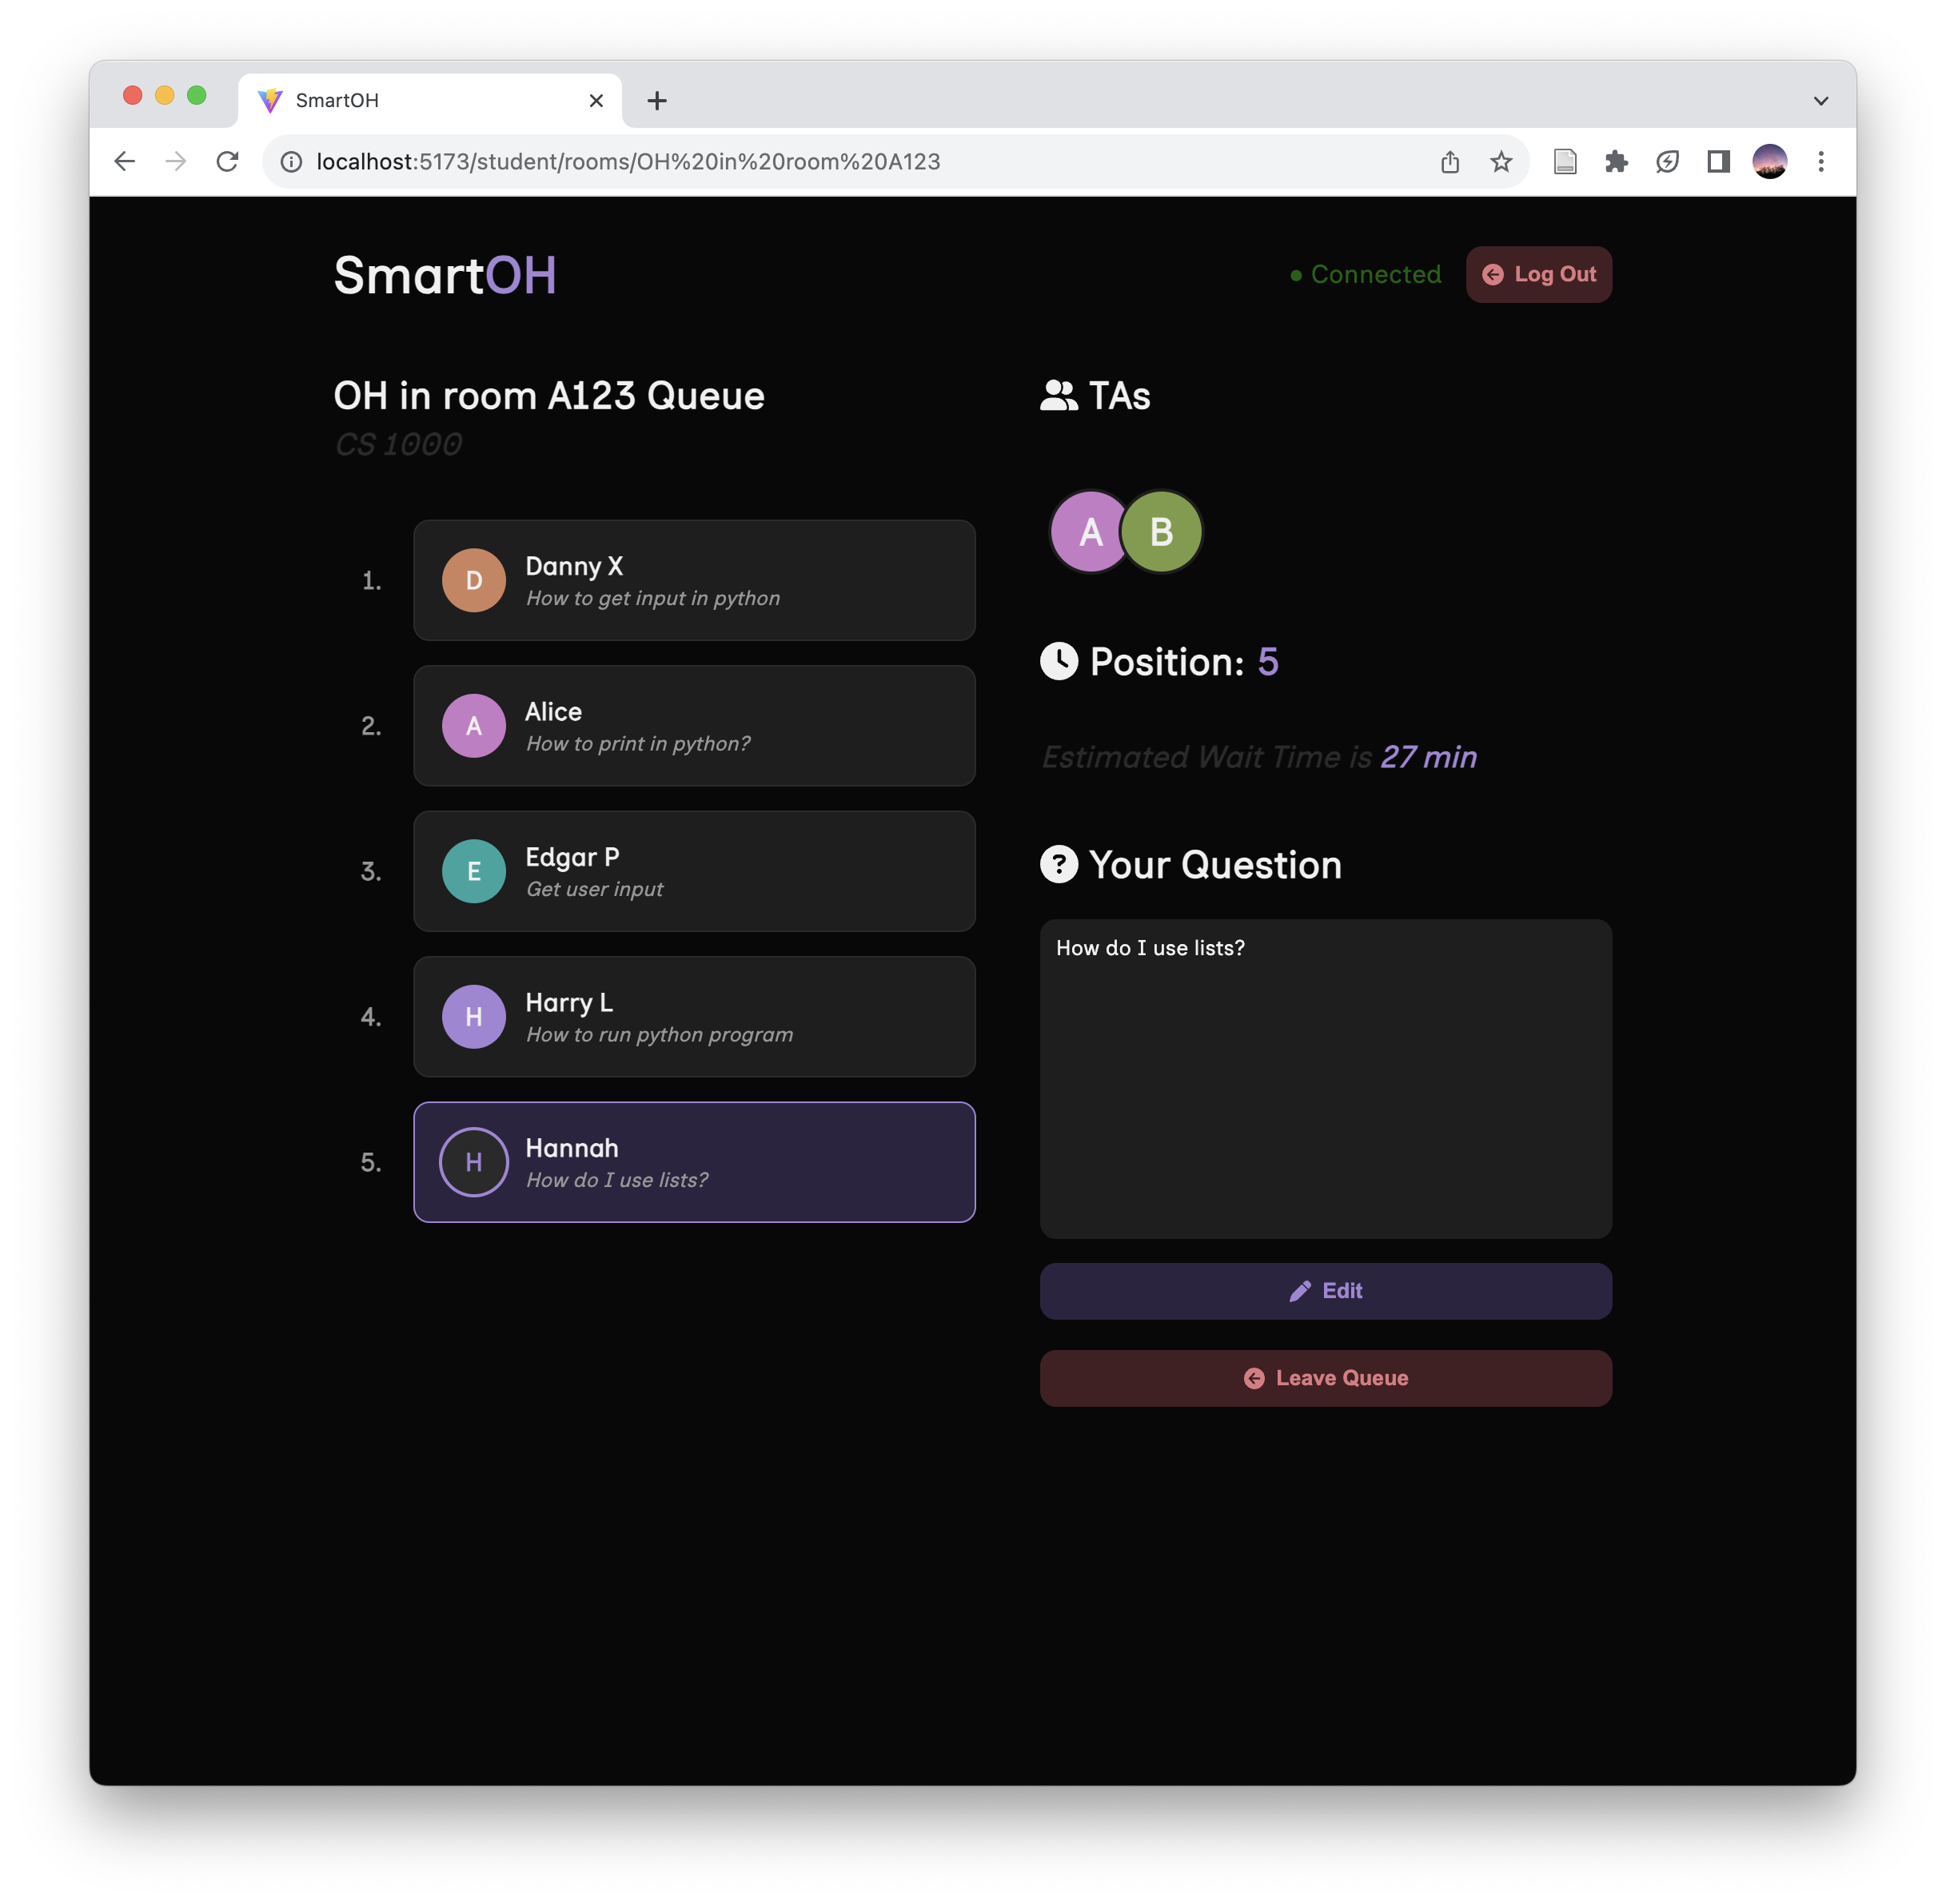 SmartOH
localhost:5173/student/rooms/OH%20in%20room%20A123
SmartOH
Connected
Log Out
OH in room A123 Queue
CS 1000
1.
D
Danny X
How to get input in python
2.
A
Alice
How to print in python?
3.
E
Edgar P
Get user input
4.
H
Harry L
How to run python program
5.
H
Hannah
How do I use lists?
TAs
A
B
Position: 5
Estimated Wait Time is 27 min
Your Question
How do I use lists?
Edit
Leave Queue